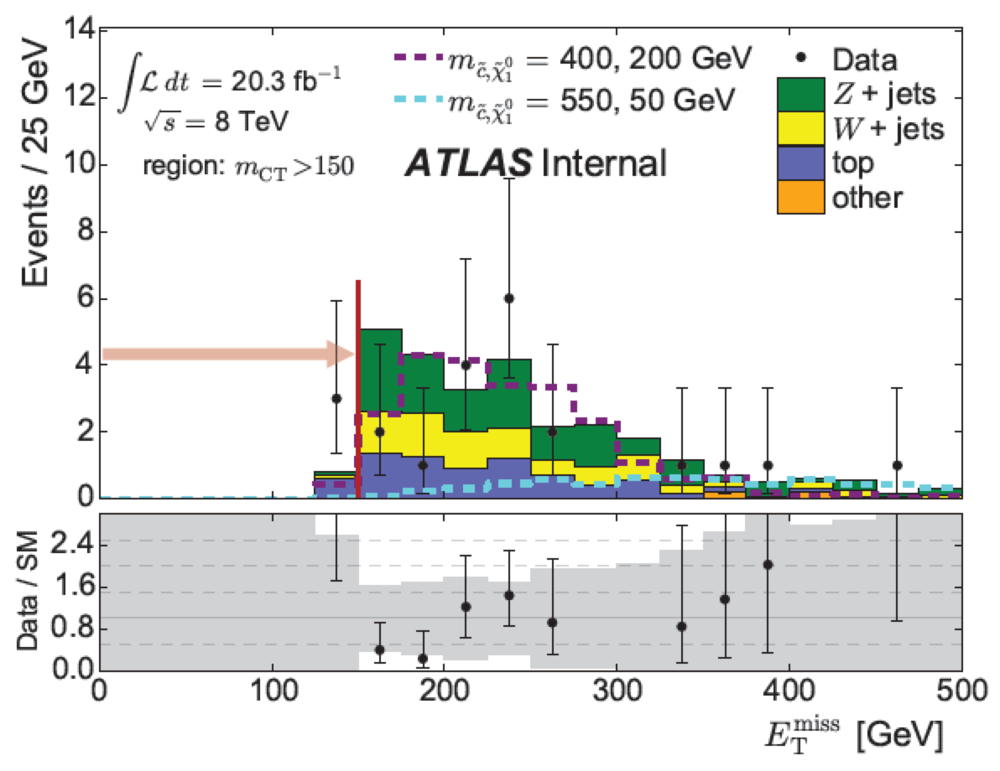 Events / 25 GeV
14
12
10
8
6
4
2
0
∫ℒ dt = 20.3 fb⁻¹
√s = 8 TeV
region: m_CT >150
m_c̃,χ̃₁⁰ = 400, 200 GeV
m_c̃,χ̃₁⁰ = 550, 50 GeV
ATLAS Internal
Data
Z + jets
W + jets
top
other
Data / SM
2.4
1.6
0.8
0.0
0
100
200
300
400
500
E_T^miss [GeV]